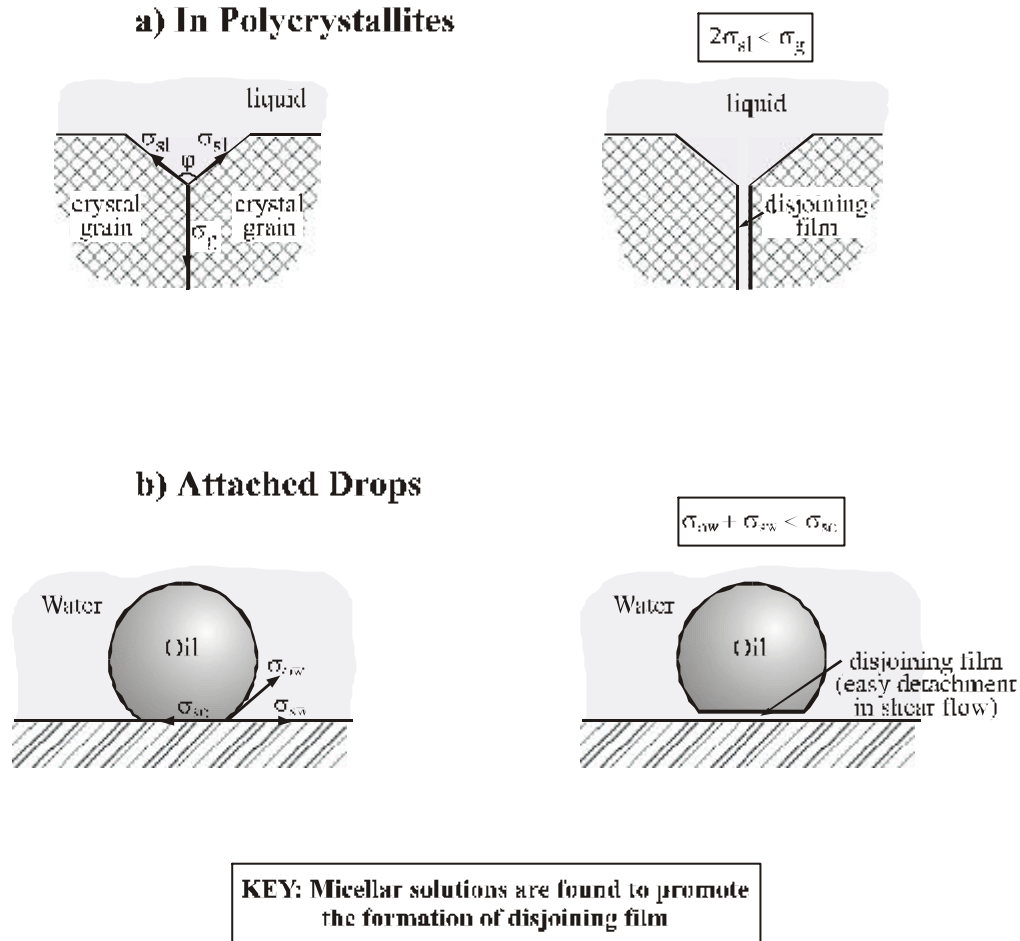 a) In Polycrystallites
2σsl < σg
liquid
σsl σsl
φ
crystal grain
crystal grain
σg
liquid
disjoining
film
b) Attached Drops
σow + σsw < σso
Water
Oil
σow
σso
σsw
Water
Oil
disjoining film
(easy detachment
in shear flow)
KEY: Micellar solutions are found to promote
the formation of disjoining film